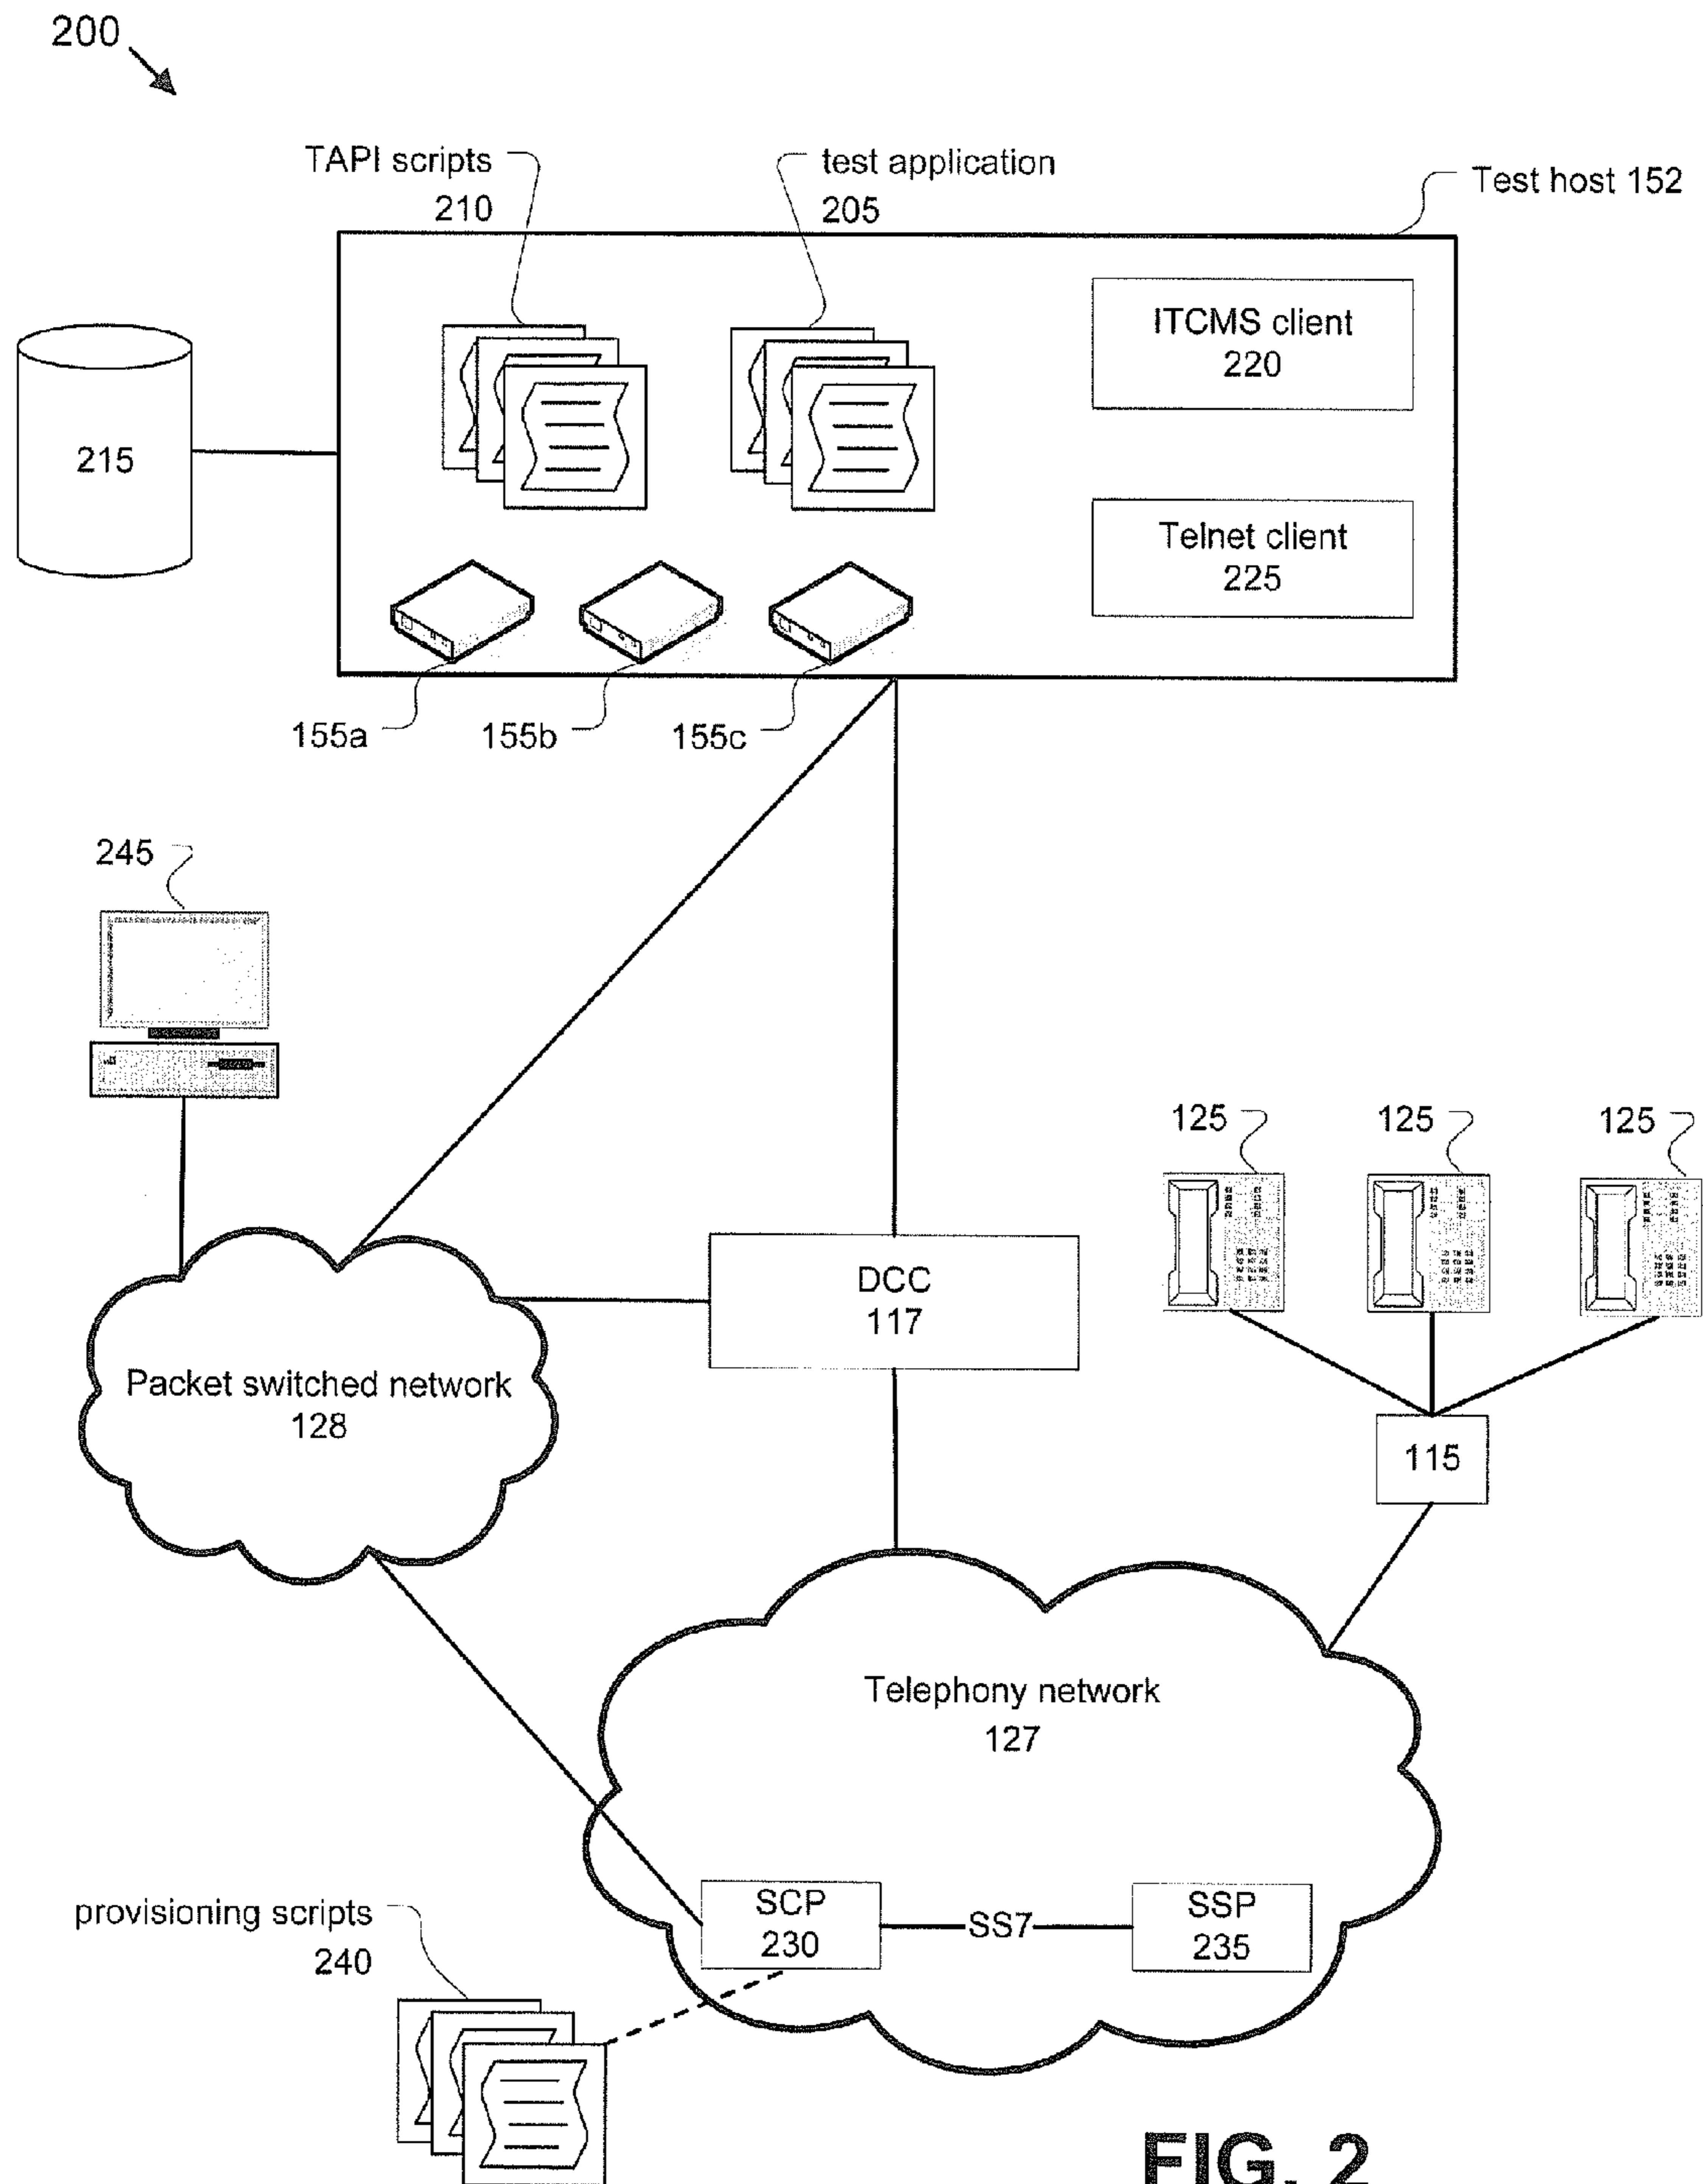 200
TAPI scripts
210
test application
205
Test host 152
ITCMS client
220
215
Telnet client
225
155a
155b
155c
245
125
125
125
DCC
117
Packet switched network
128
115
Telephony network
127
SCP
230
SS7
SSP
235
provisioning scripts
240
FIG. 2